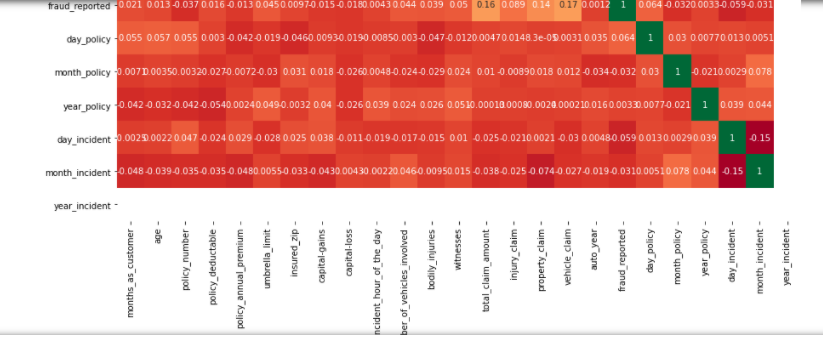 fraud_reported 0.021 0.013 -0.037 0.016 -0.013 0.045 0.0097 -0.015 -0.018 0.0043 0.044 0.039 0.05 0.16 0.089 0.14 0.17 0.0012 1 0.064 -0.032 0.0033 -0.059 -0.031
day_policy 0.055 0.057 0.055 0.003 -0.042 -0.019 -0.046 0.0093 -0.019 0.0085 0.003 -0.047 -0.012 0.0047 0.0148.3e-05 0.0031 0.035 0.064 1 0.03 0.0077 0.013 0.0051
month_policy 0.0071 0.0035 0.0032 -0.027 -0.0072 -0.03 0.031 0.018 -0.026 0.0048 -0.024 -0.029 0.024 0.01 -0.0089 0.018 0.012 -0.034 -0.032 0.03 1 -0.021 0.0029 0.078
year_policy -0.042 -0.032 -0.042 -0.054 0.0024 0.049 -0.0032 0.04 -0.026 0.039 0.024 0.026 0.051 0.016 0.0033 0.0077 -0.021 1 0.039 0.044
day_incident 0.0025 0.0022 0.047 -0.024 0.029 -0.028 0.025 0.038 -0.011 -0.019 -0.017 -0.015 0.01 -0.025 -0.021 0.0021 -0.03 0.0048 -0.059 0.013 0.0029 0.039 1 -0.15
month_incident -0.048 -0.039 -0.035 -0.035 -0.048 0.0055 -0.033 -0.043 0.0022 0.046 -0.0095 0.015 -0.038 -0.025 -0.074 -0.027 -0.019 -0.031 0.0051 0.078 0.044 -0.15 1
year_incident
months_as_customer
age
policy_number
policy_deductable
policy_annual_premium
umbrella_limit
insured_zip
capital-gains
capital-loss
ncident_hour_of_the_day
ber_of_vehicles_involved
bodily_injuries
witnesses
total_claim_amount
injury_claim
property_claim
vehicle_claim
auto_year
fraud_reported
day_policy
month_policy
year_policy
day_incident
month_incident
year_incident